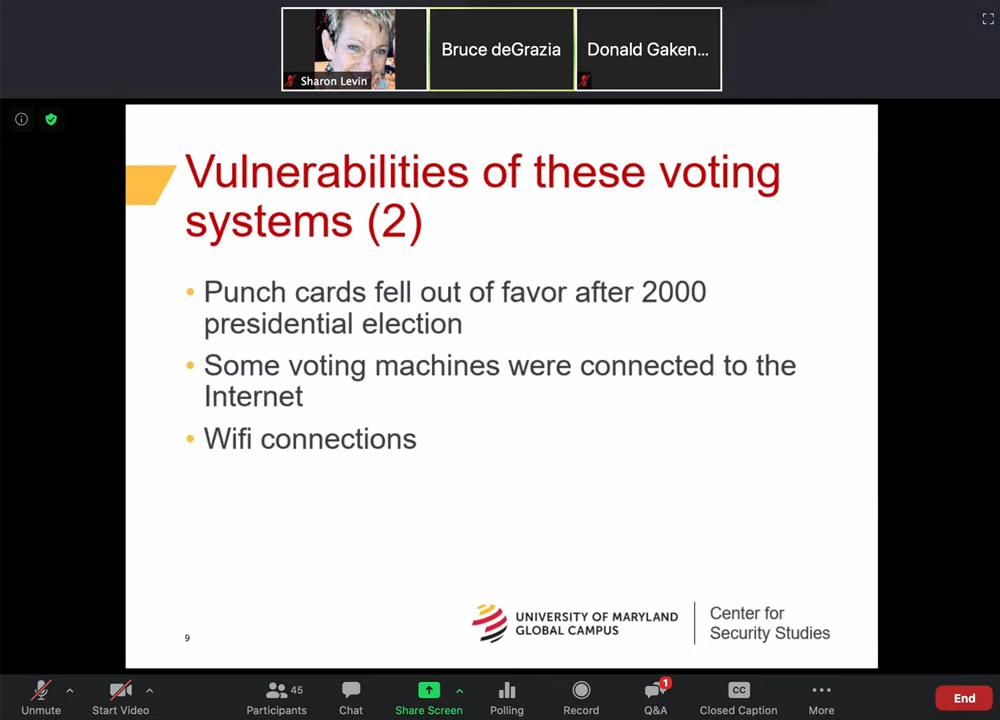 Sharon Levin
Bruce deGrazia
Donald Gaken...
Vulnerabilities of these voting
systems (2)
• Punch cards fell out of favor after 2000
presidential election
• Some voting machines were connected to the
Internet
• Wifi connections
9
UNIVERSITY OF MARYLAND
GLOBAL CAMPUS
Center for
Security Studies
Unmute
Start Video
45
Participants
Chat
Share Screen
Polling
Record
1
Q&A
CC
Closed Caption
More
End